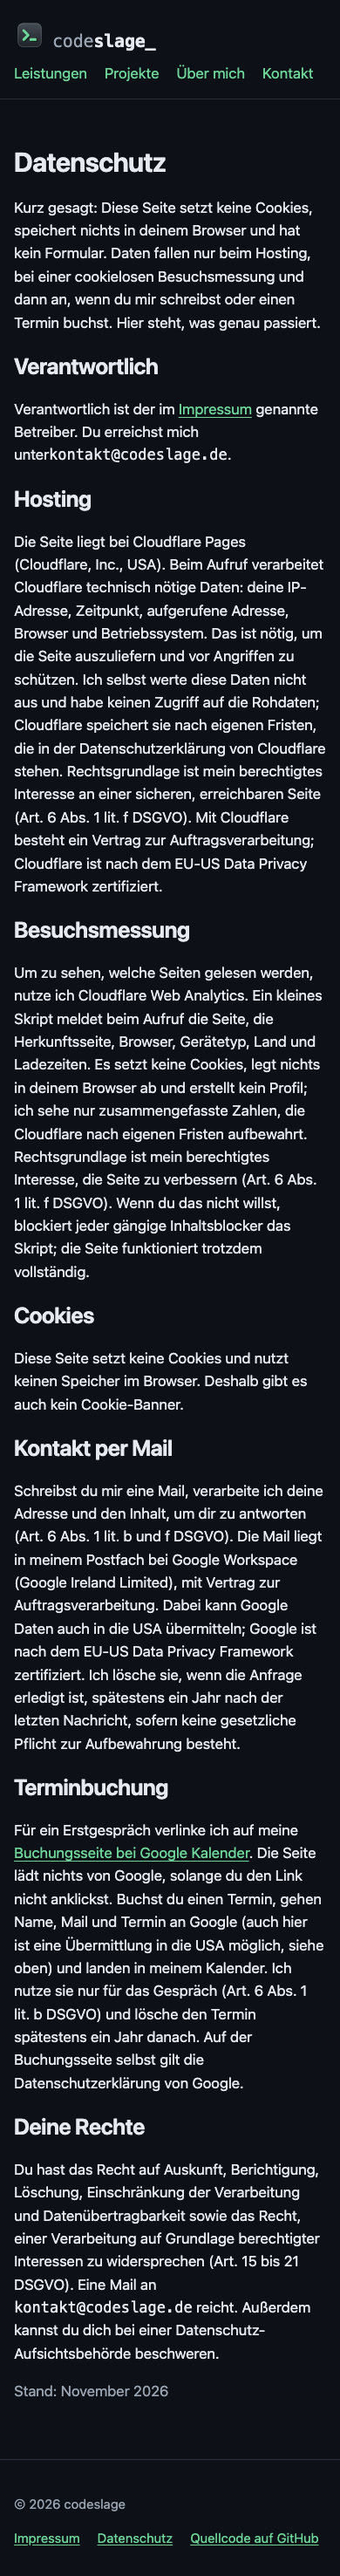 codeslage_
Leistungen Projekte Über mich Kontakt
Datenschutz
Kurz gesagt: Diese Seite setzt keine Cookies,
speichert nichts in deinem Browser und hat
kein Formular. Daten fallen nur beim Hosting,
bei einer cookielosen Besuchsmessung und
dann an, wenn du mir schreibst oder einen
Termin buchst. Hier steht, was genau passiert.
Verantwortlich
Verantwortlich ist der im Impressum genannte
Betreiber. Du erreichst mich
unterkontakt@codeslage.de.
Hosting
Die Seite liegt bei Cloudflare Pages
(Cloudflare, Inc., USA). Beim Aufruf verarbeitet
Cloudflare technisch nötige Daten: deine IP-
Adresse, Zeitpunkt, aufgerufene Adresse,
Browser und Betriebssystem. Das ist nötig, um
die Seite auszuliefern und vor Angriffen zu
schützen. Ich selbst werte diese Daten nicht
aus und habe keinen Zugriff auf die Rohdaten;
Cloudflare speichert sie nach eigenen Fristen,
die in der Datenschutzerklärung von Cloudflare
stehen. Rechtsgrundlage ist mein berechtigtes
Interesse an einer sicheren, erreichbaren Seite
(Art. 6 Abs. 1 lit. f DSGVO). Mit Cloudflare
besteht ein Vertrag zur Auftragsverarbeitung;
Cloudflare ist nach dem EU-US Data Privacy
Framework zertifiziert.
Besuchsmessung
Um zu sehen, welche Seiten gelesen werden,
nutze ich Cloudflare Web Analytics. Ein kleines
Skript meldet beim Aufruf die Seite, die
Herkunftsseite, Browser, Gerätetyp, Land und
Ladezeiten. Es setzt keine Cookies, legt nichts
in deinem Browser ab und erstellt kein Profil;
ich sehe nur zusammengefasste Zahlen, die
Cloudflare nach eigenen Fristen aufbewahrt.
Rechtsgrundlage ist mein berechtigtes
Interesse, die Seite zu verbessern (Art. 6 Abs.
1 lit. f DSGVO). Wenn du das nicht willst,
blockiert jeder gängige Inhaltsblocker das
Skript; die Seite funktioniert trotzdem
vollständig.
Cookies
Diese Seite setzt keine Cookies und nutzt
keinen Speicher im Browser. Deshalb gibt es
auch kein Cookie-Banner.
Kontakt per Mail
Schreibst du mir eine Mail, verarbeite ich deine
Adresse und den Inhalt, um dir zu antworten
(Art. 6 Abs. 1 lit. b und f DSGVO). Die Mail liegt
in meinem Postfach bei Google Workspace
(Google Ireland Limited), mit Vertrag zur
Auftragsverarbeitung. Dabei kann Google
Daten auch in die USA übermitteln; Google ist
nach dem EU-US Data Privacy Framework
zertifiziert. Ich lösche sie, wenn die Anfrage
erledigt ist, spätestens ein Jahr nach der
letzten Nachricht, sofern keine gesetzliche
Pflicht zur Aufbewahrung besteht.
Terminbuchung
Für ein Erstgespräch verlinke ich auf meine
Buchungsseite bei Google Kalender. Die Seite
lädt nichts von Google, solange du den Link
nicht anklickst. Buchst du einen Termin, gehen
Name, Mail und Termin an Google (auch hier
ist eine Übermittlung in die USA möglich, siehe
oben) und landen in meinem Kalender. Ich
nutze sie nur für das Gespräch (Art. 6 Abs. 1
lit. b DSGVO) und lösche den Termin
spätestens ein Jahr danach. Auf der
Buchungsseite selbst gilt die
Datenschutzerklärung von Google.
Deine Rechte
Du hast das Recht auf Auskunft, Berichtigung,
Löschung, Einschränkung der Verarbeitung
und Datenübertragbarkeit sowie das Recht,
einer Verarbeitung auf Grundlage berechtigter
Interessen zu widersprechen (Art. 15 bis 21
DSGVO). Eine Mail an
kontakt@codeslage.de reicht. Außerdem
kannst du dich bei einer Datenschutz-
Aufsichtsbehörde beschweren.
Stand: November 2026
© 2026 codeslage
Impressum Datenschutz Quellcode auf GitHub